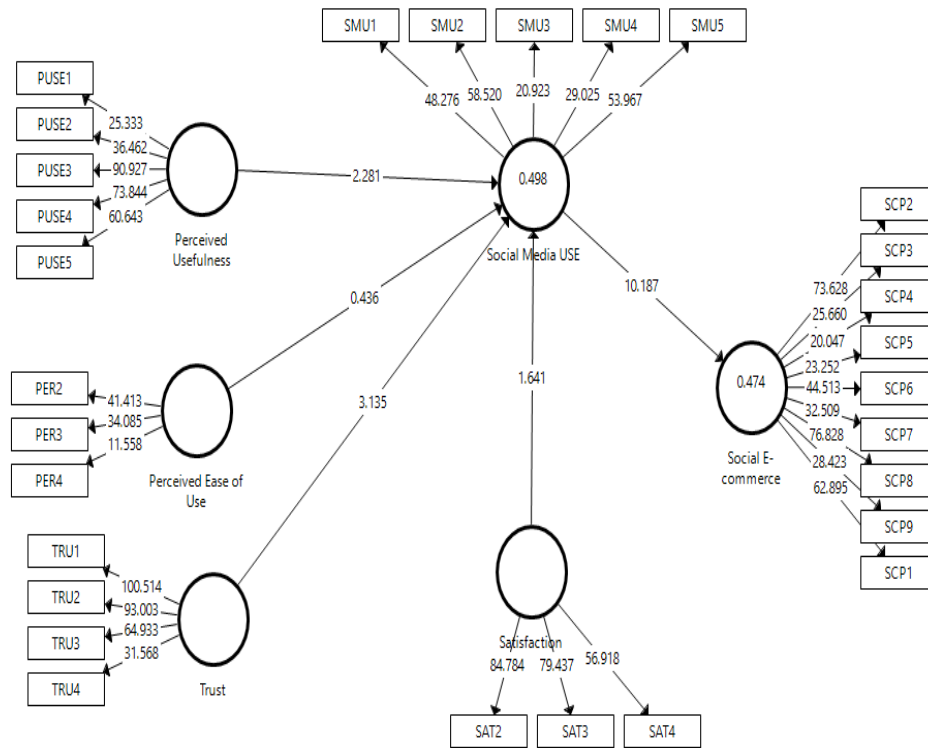 SMU1
SMU2
SMU3
SMU4
SMU5
48.276
58.520
20.923
29.025
53.967
PUSE1
PUSE2
PUSE3
PUSE4
PUSE5
25.333
36.462
90.927
73.844
60.643
Perceived
Usefulness
2.281
0.498
Social Media USE
0.436
10.187
3.135
1.641
PER2
PER3
PER4
41.413
34.085
11.558
Perceived Ease of
Use
TRU1
TRU2
TRU3
TRU4
100.514
93.003
64.933
31.568
Trust
Satisfaction
84.784
79.437
56.918
SAT2
SAT3
SAT4
0.474
Social E-
commerce
73.628
25.660
20.047
23.252
44.513
32.509
76.828
28.423
62.895
SCP2
SCP3
SCP4
SCP5
SCP6
SCP7
SCP8
SCP9
SCP1